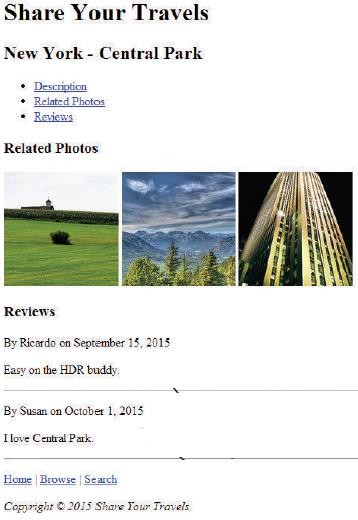 Share Your Travels
New York - Central Park
Description
Related Photos
Reviews
Related Photos
Reviews
By Ricardo on September 15, 2015
Easy on the HDR buddy.
By Susan on October 1, 2015
I love Central Park.
Home | Browse | Search
Copyright © 2015 Share Your Travels